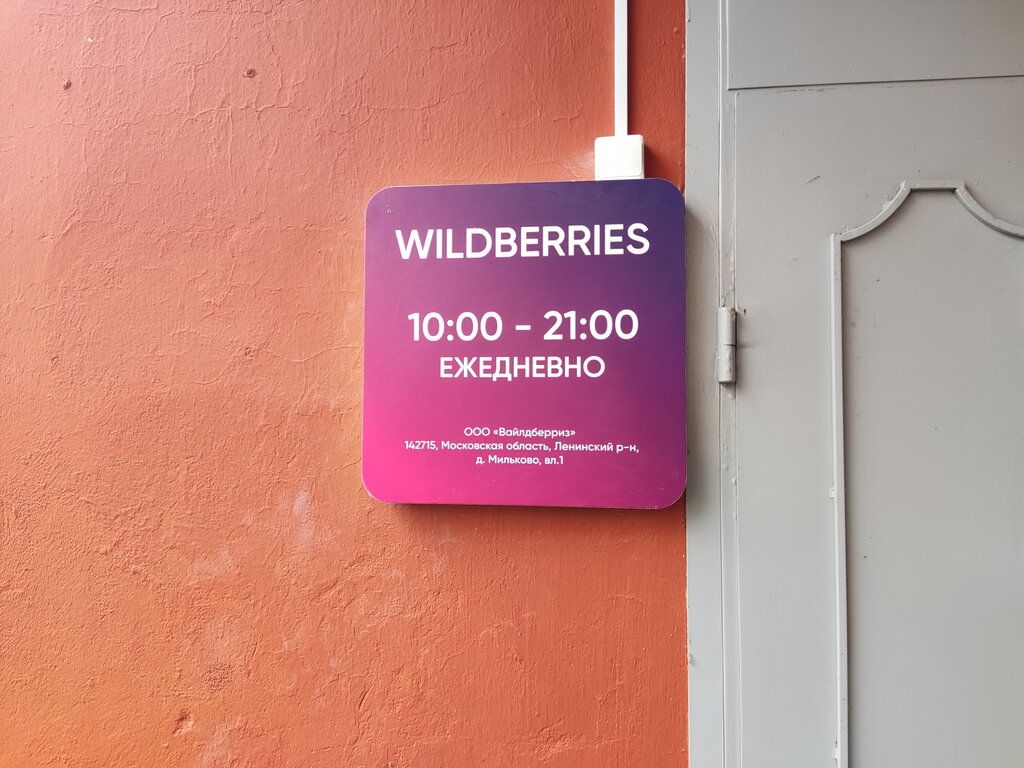 WILDBERRIES
10:00 - 21:00
ЕЖЕДНЕВНО
ООО «Вайлдберриз»
142715, Московская область, Ленинский р-н,
д. Мильково, вл.1